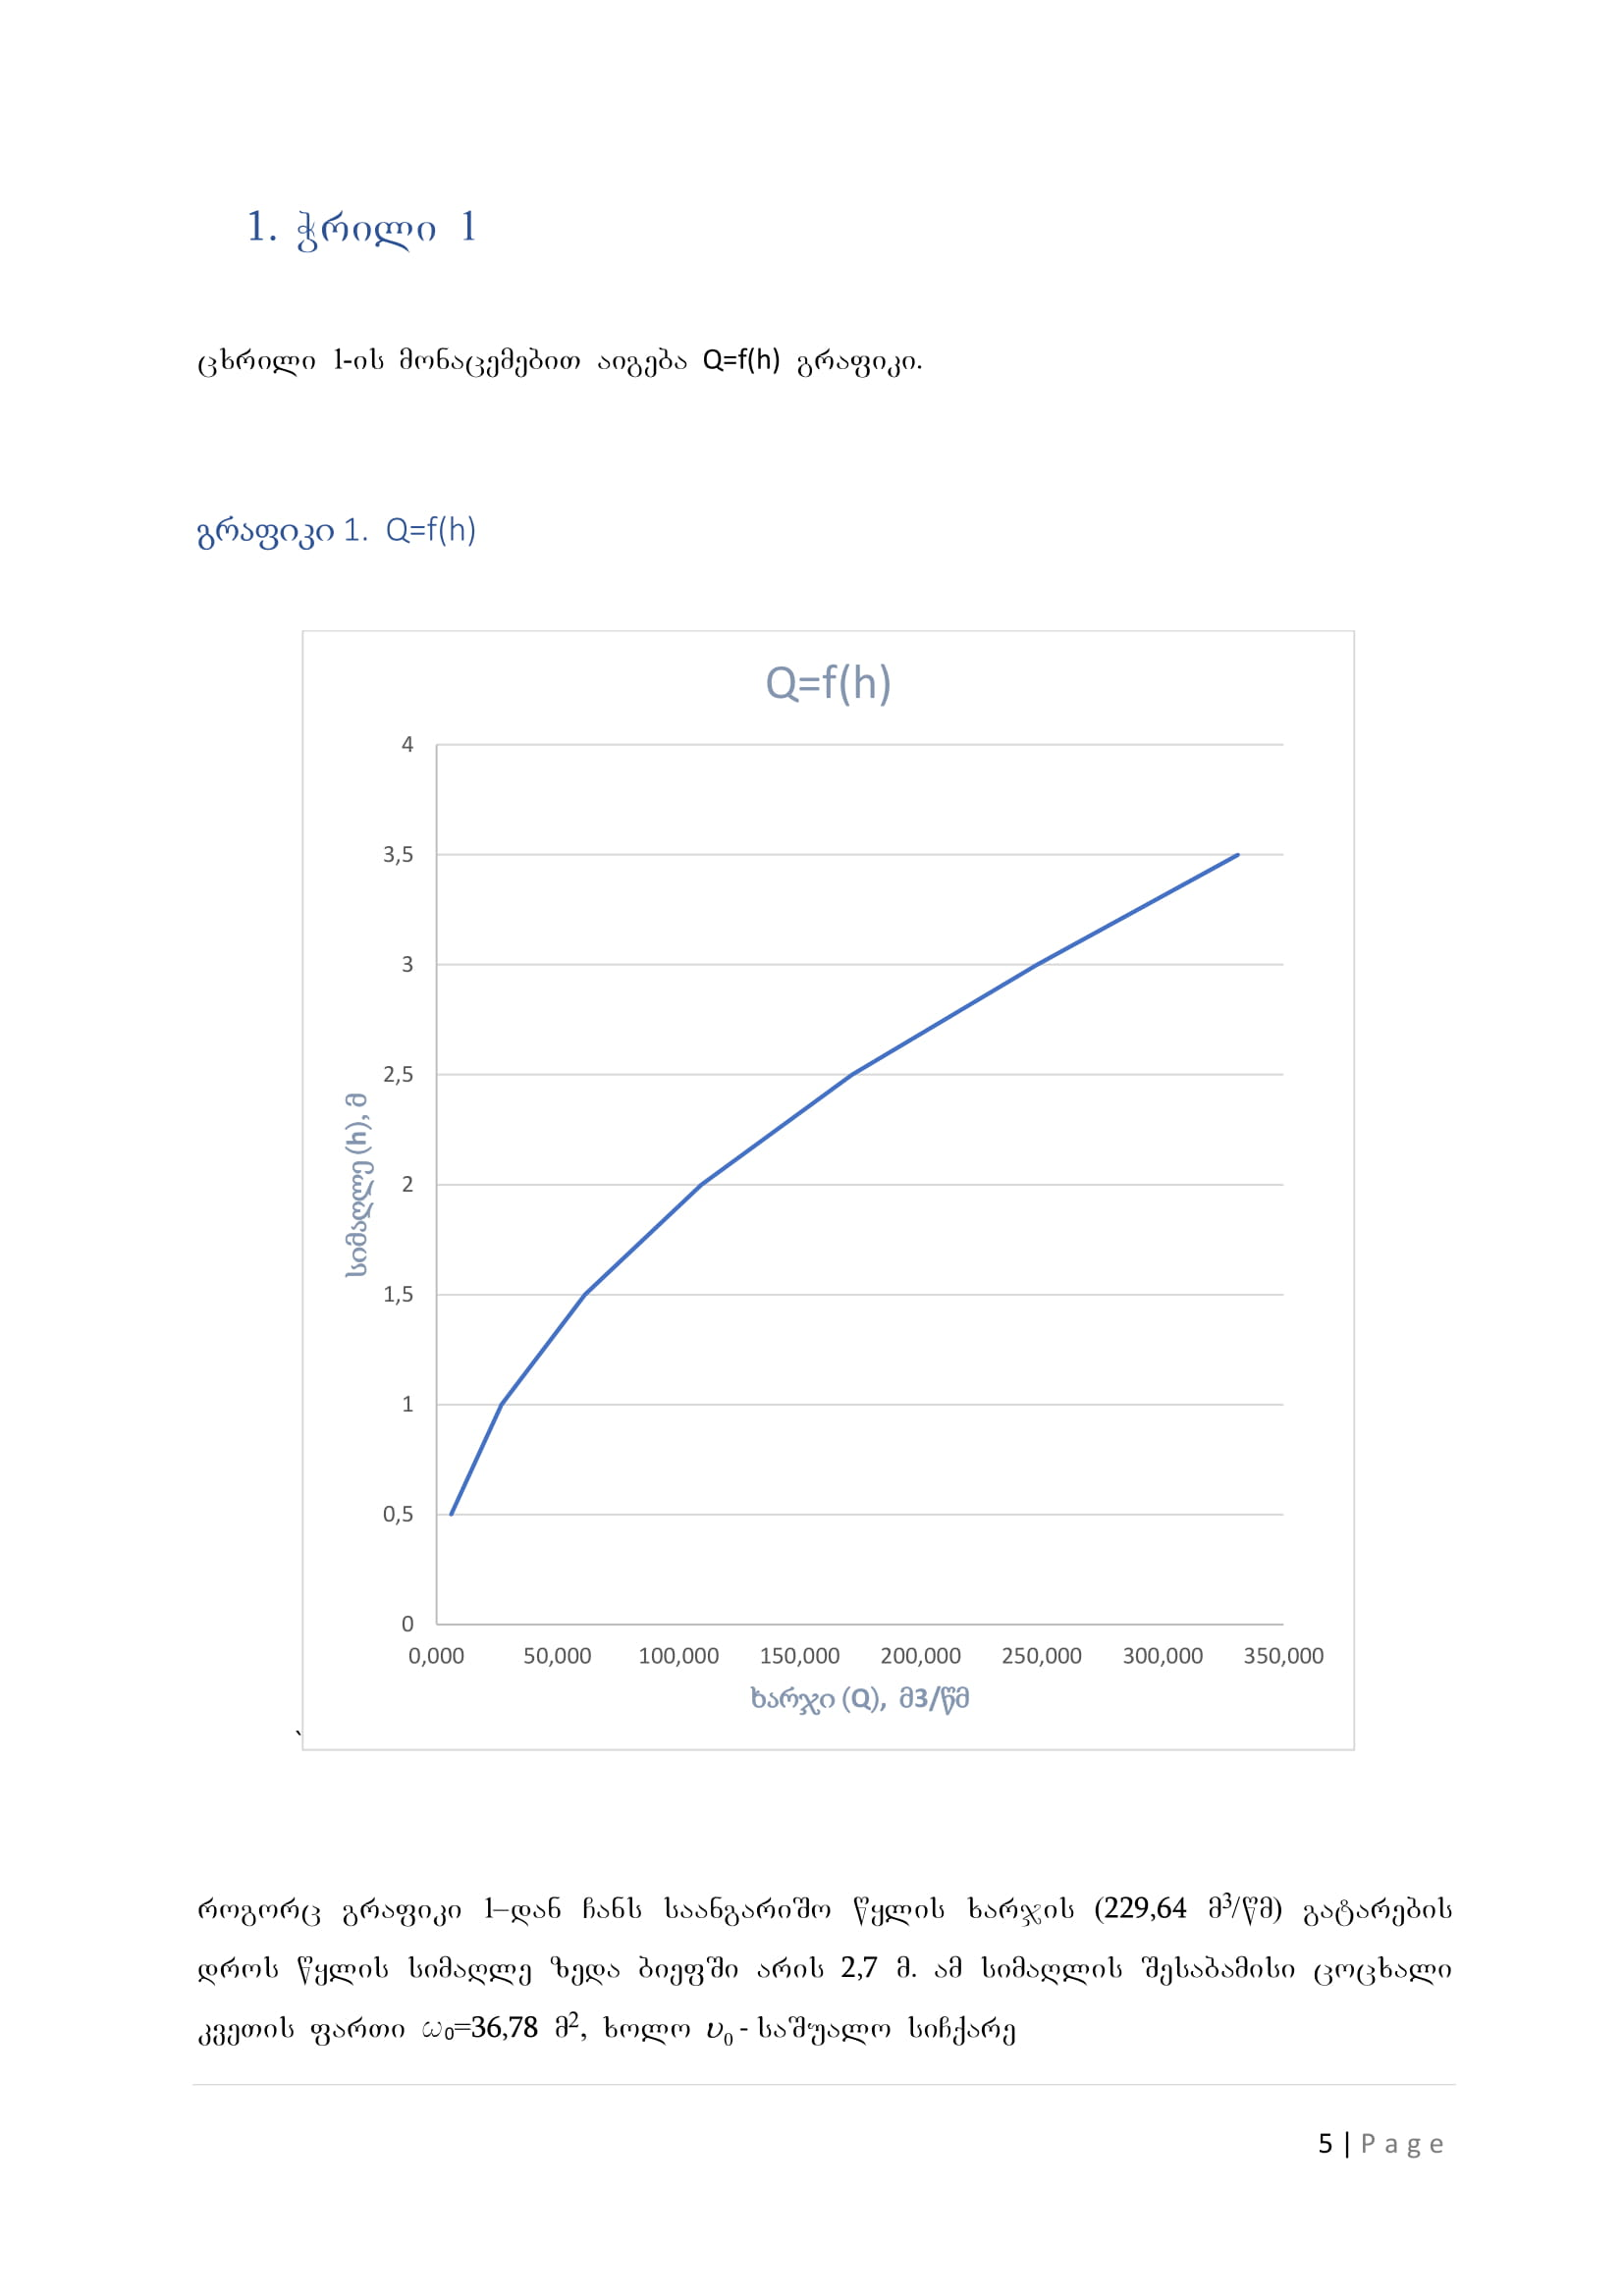 1. ჭრილი 1
ცხრილი 1-ის მონაცემებით აიგება Q=f(h) გრაფიკი.
გრაფიკი 1. Q=f(h)
Q=f(h)
4
3,5
3
2,5
2
1,5
1
0,5
0
სიმაღლე (h), მ
0,000 50,000 100,000 150,000 200,000 250,000 300,000 350,000
ხარჯი (Q), მ3/წმ
`
როგორც გრაფიკი 1–დან ჩანს საანგარიშო წყლის ხარჯის (229,64 მ³/წმ) გატარების
დროს წყლის სიმაღლე ზედა ბიეფში არის 2,7 მ. ამ სიმაღლის შესაბამისი ცოცხალი
კვეთის ფართი ω₀=36,78 მ², ხოლო υ₀ - საშუალო სიჩქარე
5 | Page